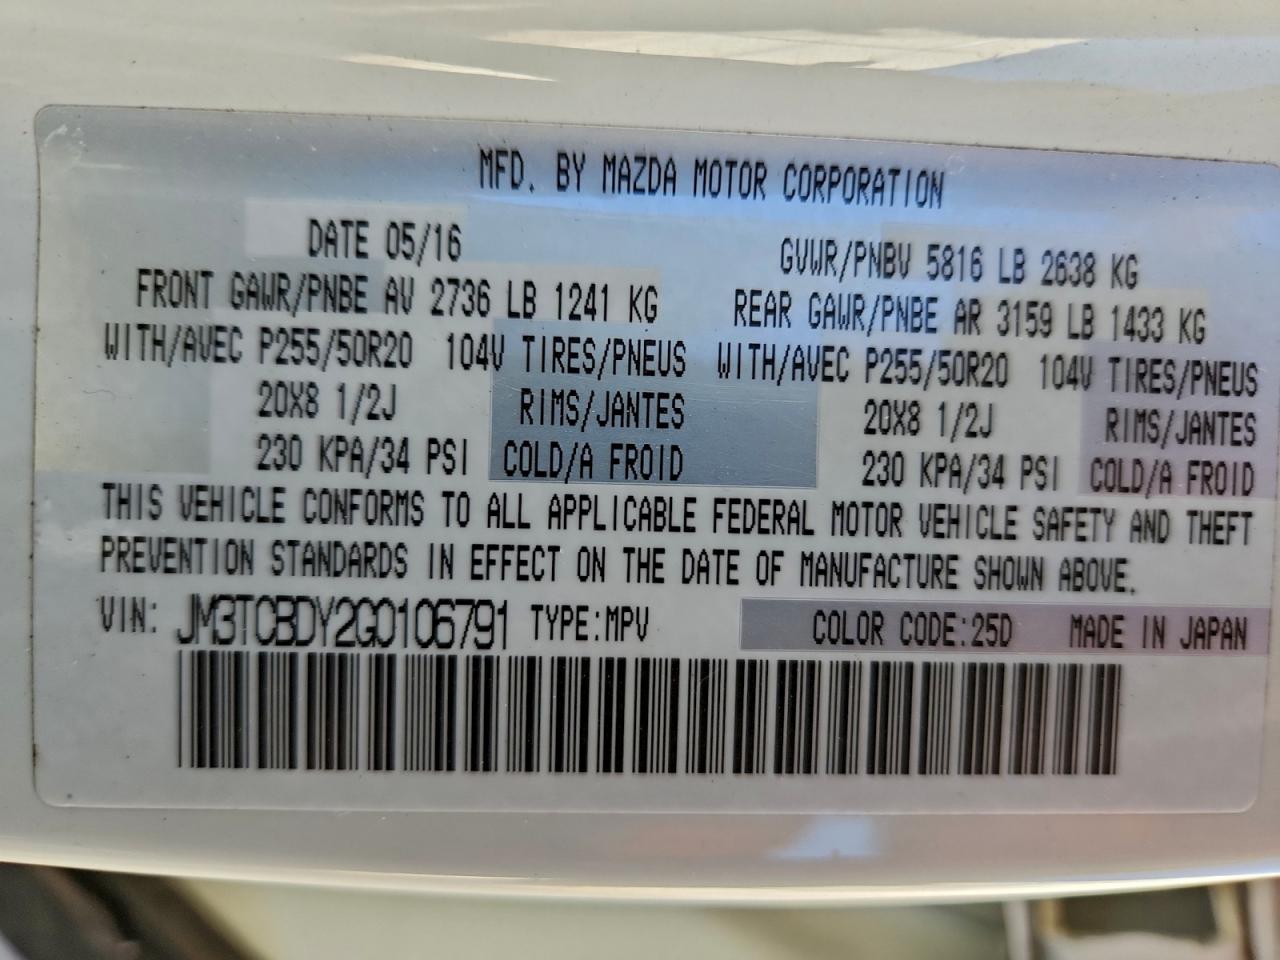 MFD. BY MAZDA MOTOR CORPORATION
DATE 05/16 GVWR/PNBV 5816 LB 2638 KG
FRONT GAWR/PNBE AV 2736 LB 1241 KG REAR GAWR/PNBE AR 3159 LB 1433 KG
WITH/AVEC P255/50R20 104V TIRES/PNEUS WITH/AVEC P255/50R20 104V TIRES/PNEUS
20X8 1/2J RIMS/JANTES 20X8 1/2J RIMS/JANTES
230 KPA/34 PSI COLD/A FROID 230 KPA/34 PSI COLD/A FROID
THIS VEHICLE CONFORMS TO ALL APPLICABLE FEDERAL MOTOR VEHICLE SAFETY AND THEFT
PREVENTION STANDARDS IN EFFECT ON THE DATE OF MANUFACTURE SHOWN ABOVE.
VIN: JM3TCBDY2G0106791 TYPE:MPV COLOR CODE:25D MADE IN JAPAN